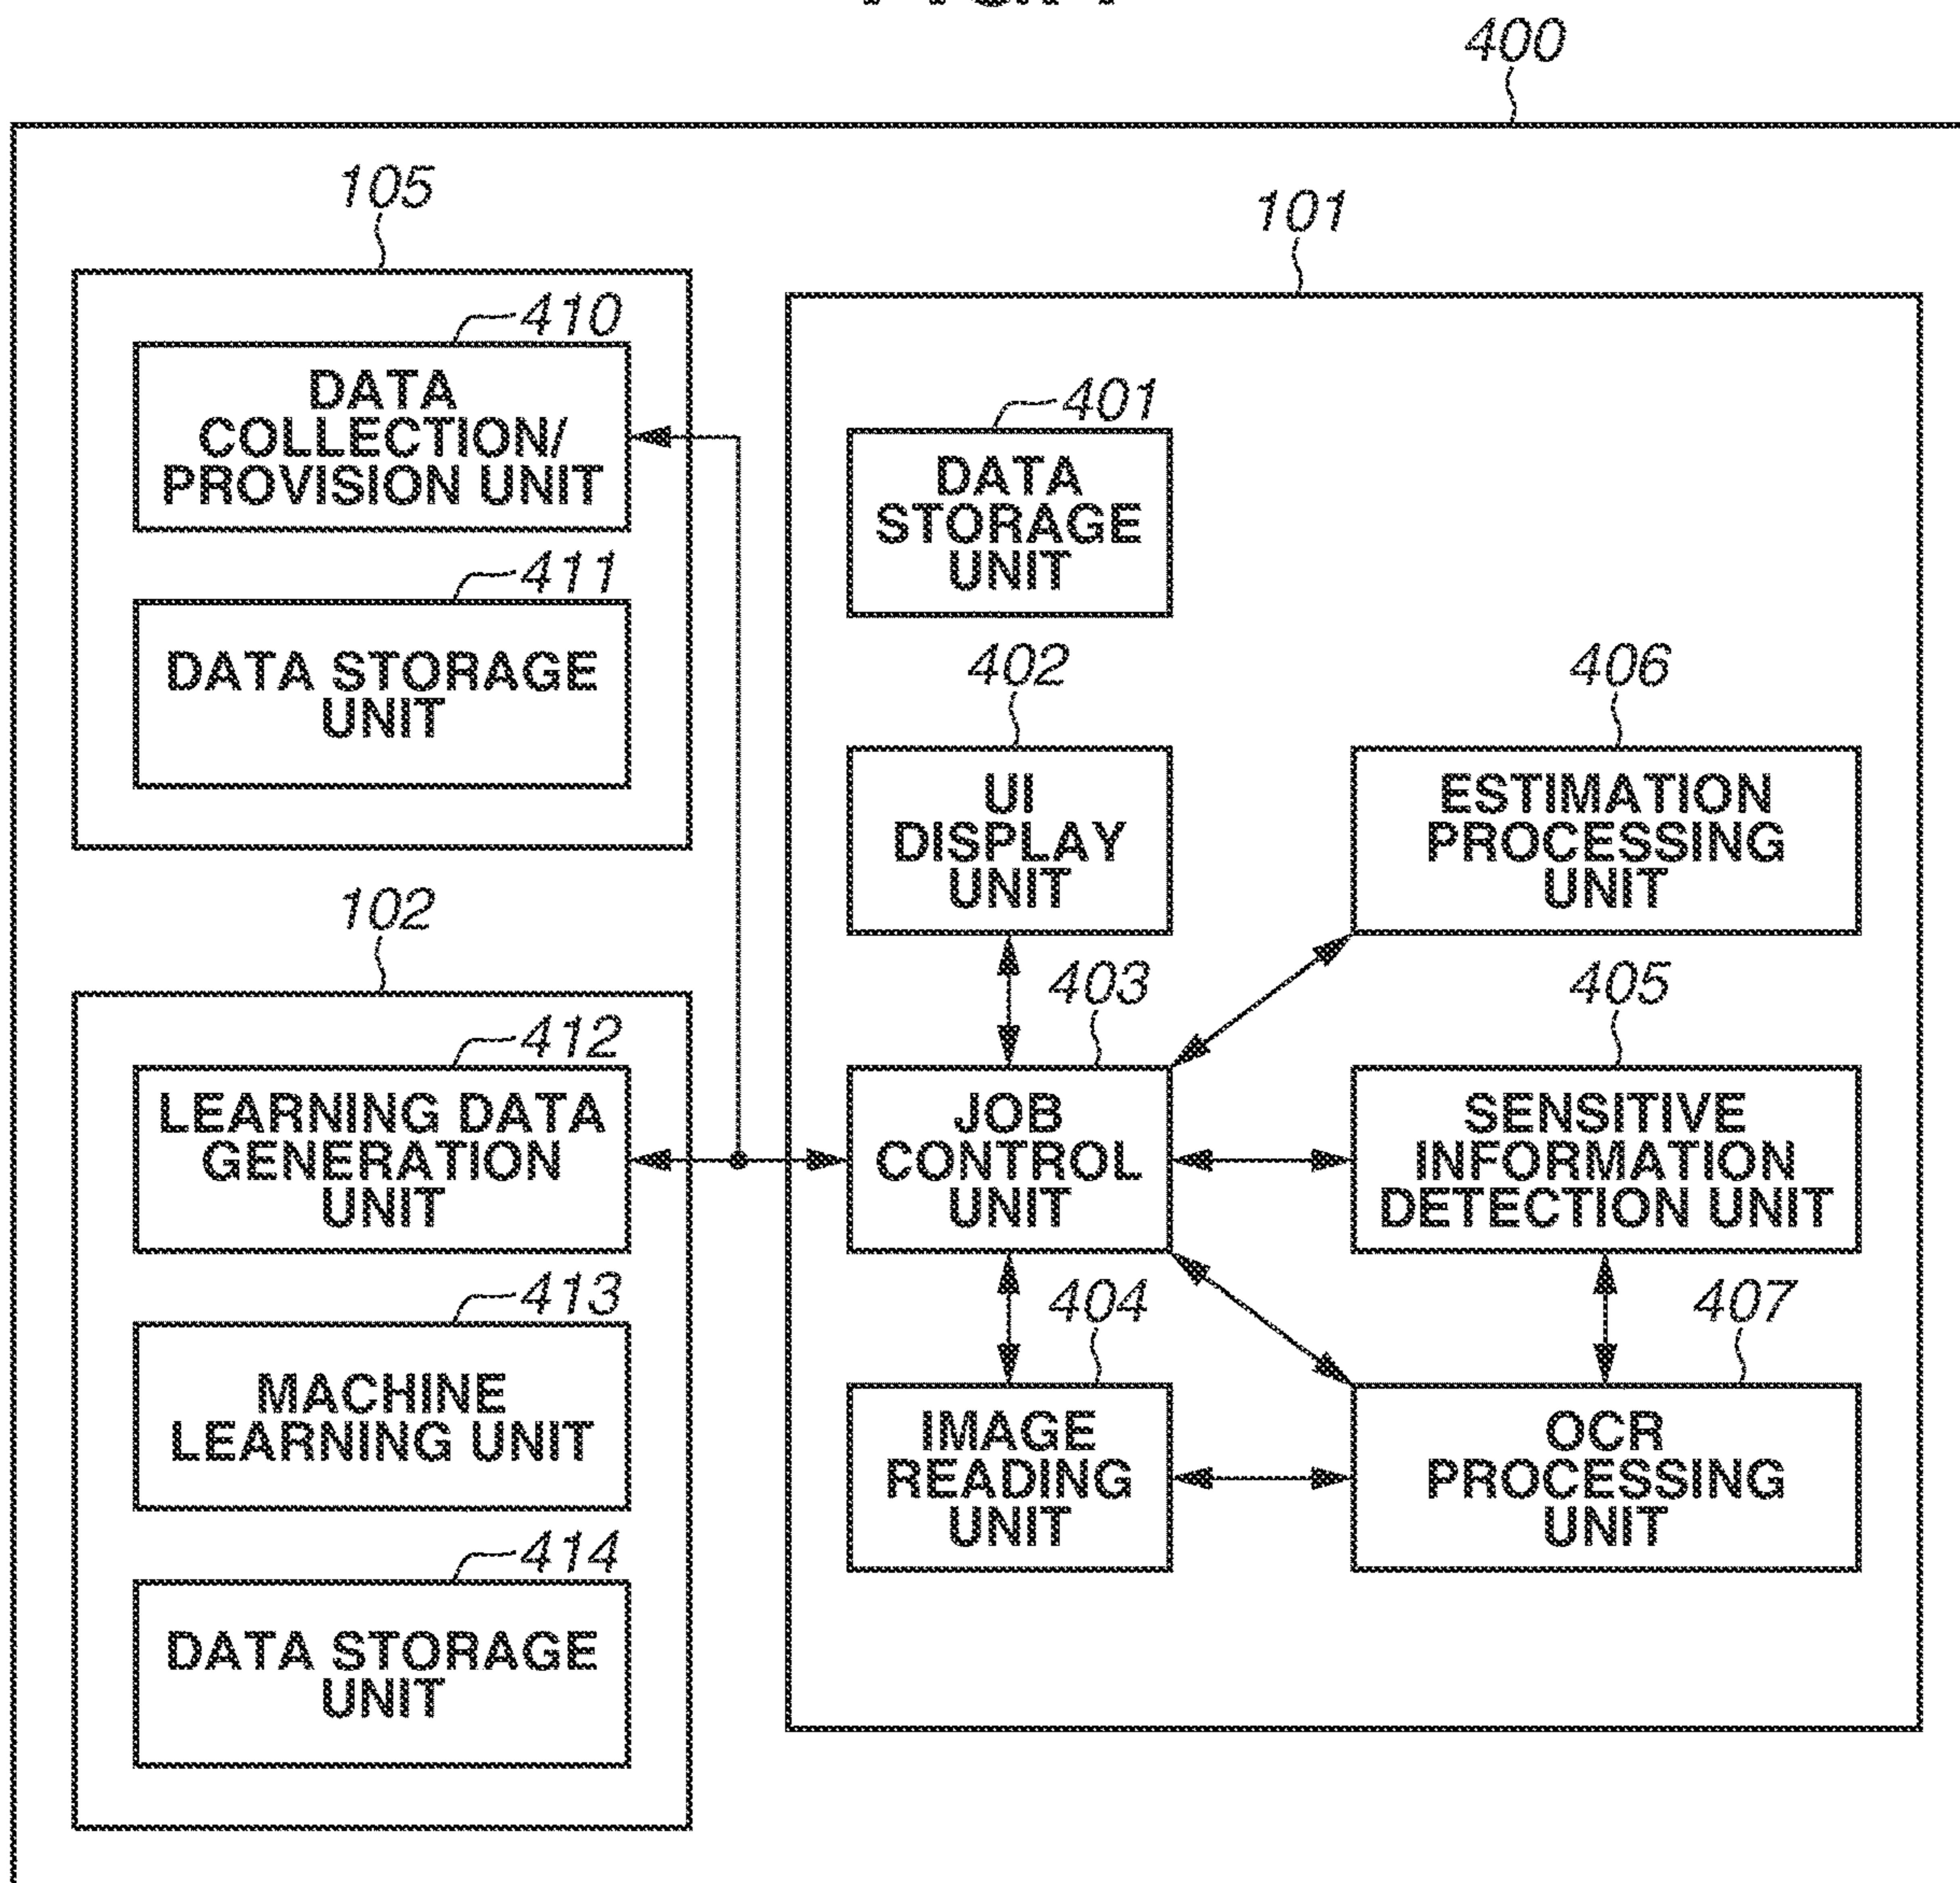 400
105
101
410
DATA
COLLECTION/
PROVISION UNIT
411
DATA STORAGE
UNIT
401
DATA
STORAGE
UNIT
402
UI
DISPLAY
UNIT
406
ESTIMATION
PROCESSING
UNIT
102
412
LEARNING DATA
GENERATION
UNIT
403
JOB
CONTROL
UNIT
405
SENSITIVE
INFORMATION
DETECTION UNIT
413
MACHINE
LEARNING UNIT
404
IMAGE
READING
UNIT
407
OCR
PROCESSING
UNIT
414
DATA STORAGE
UNIT